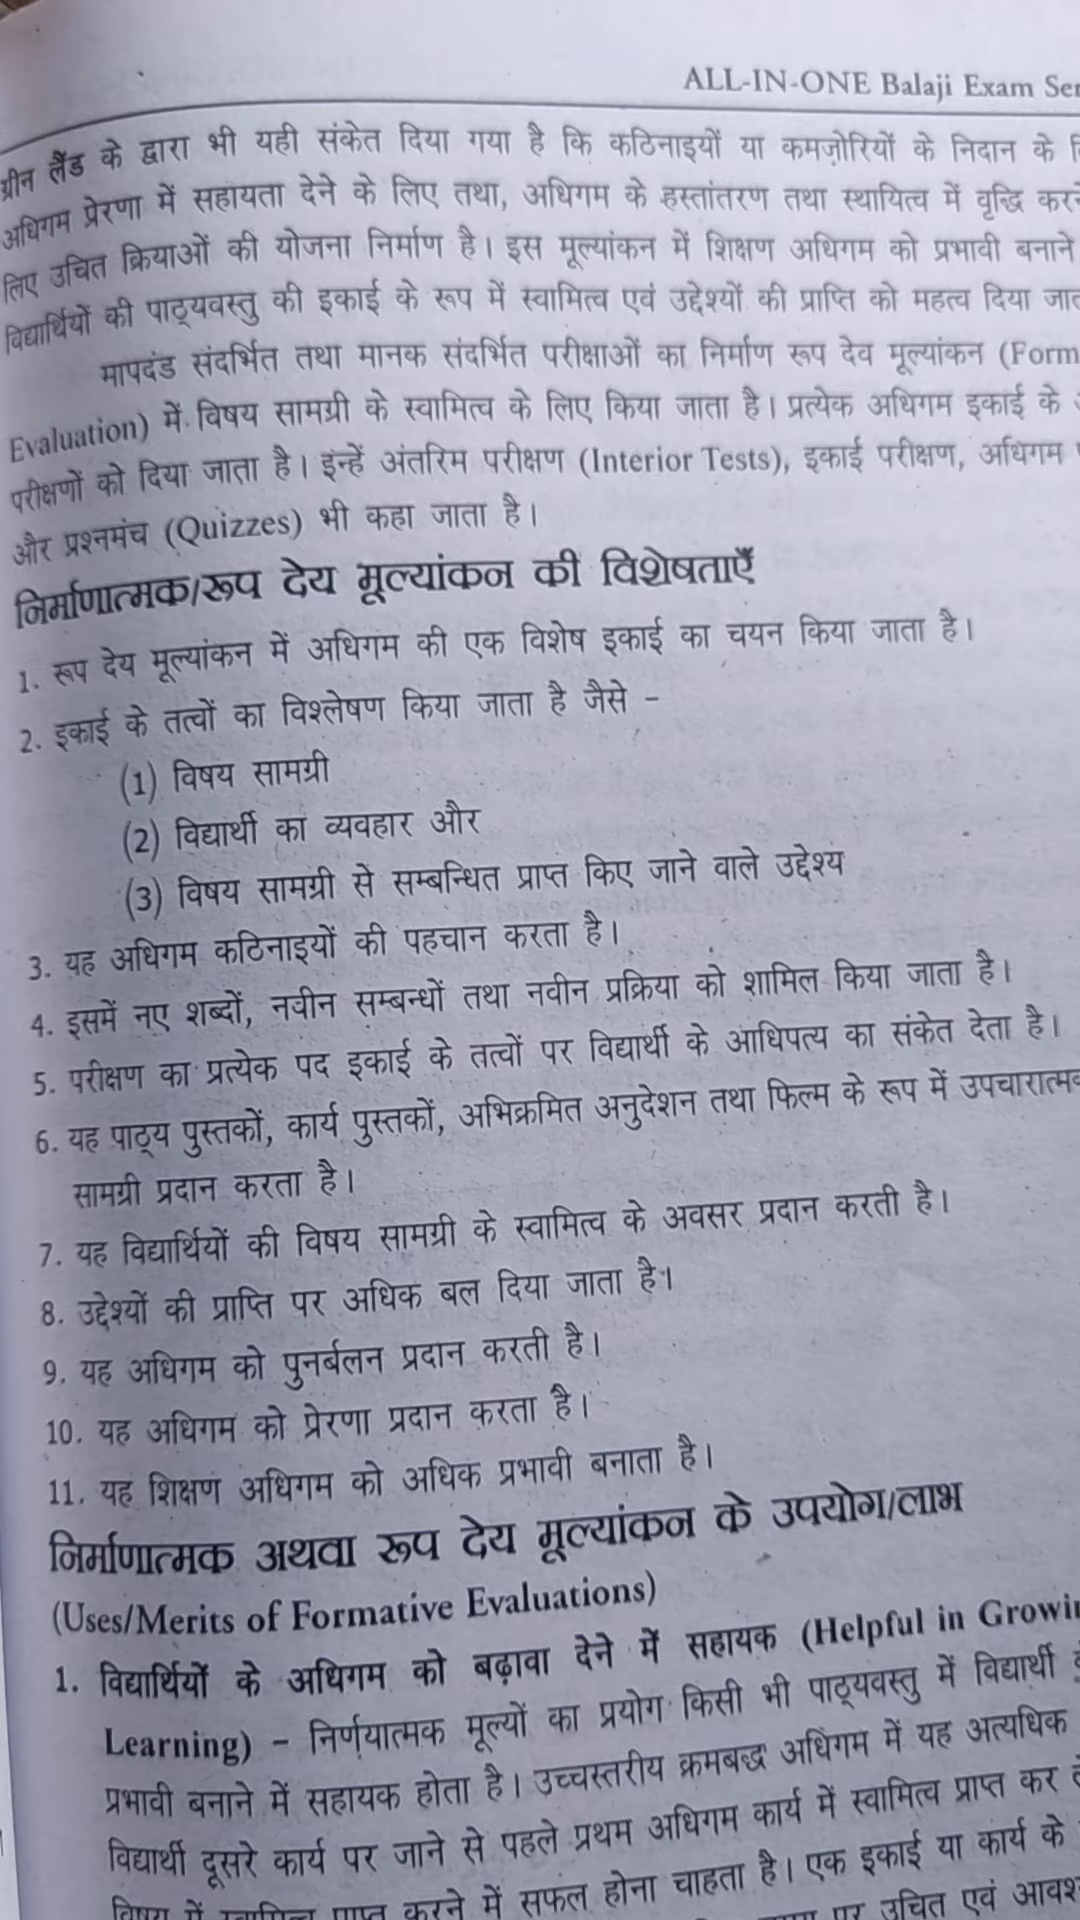 ALL-IN-ONE Balaji Exam
ग्रीन लैंड के द्वारा भी यही संकेत दिया गया है कि कठिनाइयों या कमज़ोरियों के निदान के
अधिगम प्रेरणा में सहायता देने के लिए तथा, अधिगम के हस्तांतरण तथा स्थायित्व में वृद्धि
लिए उचित क्रियाओं की योजना निर्माण है। इस मूल्यांकन में शिक्षण अधिगम को प्रभावी बनाने
विद्यार्थियों की पाठ्यवस्तु की इकाई के रूप में स्वामित्व एवं उद्देश्यों की प्राप्ति को महत्व दिया
मापदंड संदर्भित तथा मानक संदर्भित परीक्षाओं का निर्माण रूप देव मूल्यांकन (Form
Evaluation) में विषय सामग्री के स्वामित्व के लिए किया जाता है। प्रत्येक अधिगम इकाई के
परीक्षणों को दिया जाता है। इन्हें अंतरिम परीक्षण (Interior Tests), इकाई परीक्षण, अधिगम
और प्रश्नमंच (Quizzes) भी कहा जाता है।
निर्माणात्मक/रूप देय मूल्यांकन की विशेषताएँ
1. रूप देय मूल्यांकन में अधिगम की एक विशेष इकाई का चयन किया जाता है।
2. इकाई के तत्वों का विश्लेषण किया जाता है जैसे –
(1) विषय सामग्री
(2) विद्यार्थी का व्यवहार और
(3) विषय सामग्री से सम्बन्धित प्राप्त किए जाने वाले उद्देश्य
3. यह अधिगम कठिनाइयों की पहचान करता है।
4. इसमें नए शब्दों, नवीन सम्बन्धों तथा नवीन प्रक्रिया को शामिल किया जाता है।
5. परीक्षण का प्रत्येक पद इकाई के तत्वों पर विद्यार्थी के आधिपत्य का संकेत देता है।
6. यह पाठ्य पुस्तकों, कार्य पुस्तकों, अभिक्रमित अनुदेशन तथा फिल्म के रूप में
सामग्री प्रदान करता है।
7. यह विद्यार्थियों की विषय सामग्री के स्वामित्व के अवसर प्रदान करती है।
8. उद्देश्यों की प्राप्ति पर अधिक बल दिया जाता है।
9. यह अधिगम को पुनर्बलन प्रदान करती है।
10. यह अधिगम को प्रेरणा प्रदान करता है।
11. यह शिक्षण अधिगम को अधिक प्रभावी बनाता है।
निर्माणात्मक अथवा रूप देय मूल्यांकन के उपयोग/लाभ
(Uses/Merits of Formative Evaluations)
1. विद्यार्थियों के अधिगम को बढ़ावा देने में सहायक (Helpful in
Learning) – निर्णयात्मक मूल्यों का प्रयोग किसी भी पाठ्यवस्तु में विद्यार्थी
प्रभावी बनाने में सहायक होता है। उच्चस्तरीय क्रमबद्ध अधिगम में यह अत्यधिक
विद्यार्थी दूसरे कार्य पर जाने से पहले प्रथम अधिगम कार्य में स्वामित्व प्राप्त कर
करने में सफल होना चाहता है। एक इकाई या कार्य के
पर उचित एवं